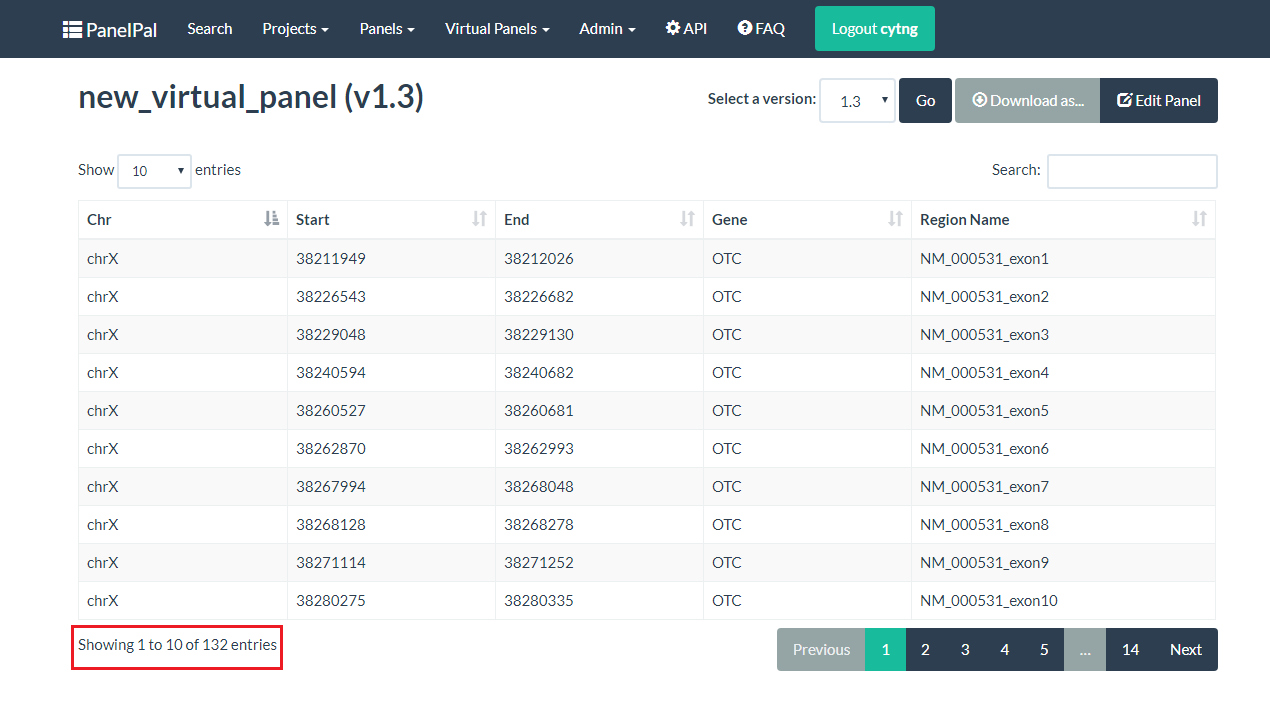 PanelPal Search Projects Panels Virtual Panels Admin API FAQ Logout cytng
new_virtual_panel (v1.3) Select a version: 1.3 Go Download as... Edit Panel
Show 10 entries Search:
Chr Start End Gene Region Name
chrX 38211949 38212026 OTC NM_000531_exon1
chrX 38226543 38226682 OTC NM_000531_exon2
chrX 38229048 38229130 OTC NM_000531_exon3
chrX 38240594 38240682 OTC NM_000531_exon4
chrX 38260527 38260681 OTC NM_000531_exon5
chrX 38262870 38262993 OTC NM_000531_exon6
chrX 38267994 38268048 OTC NM_000531_exon7
chrX 38268128 38268278 OTC NM_000531_exon8
chrX 38271114 38271252 OTC NM_000531_exon9
chrX 38280275 38280335 OTC NM_000531_exon10
Showing 1 to 10 of 132 entries Previous 1 2 3 4 5 ... 14 Next